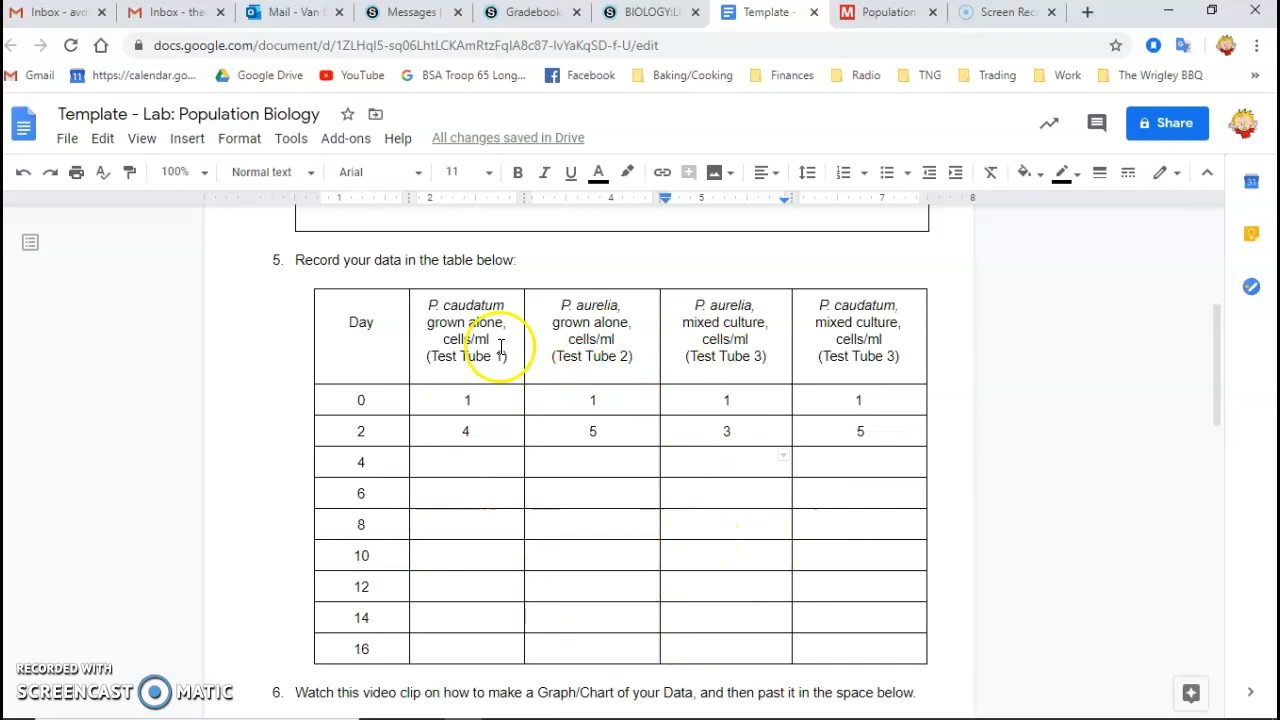 Inbox - avd
Inbox - the
Mail - Van
Messages
Gradebook
BIOLOGY:LI
Template -
Population
Screen Rec
docs.google.com/document/d/1ZLHqI5-sq06LhtLCKAmRtzFqIA8c87-IvYaKqSD-f-U/edit
Gmail
https://calendar.go...
Google Drive
YouTube
BSA Troop 65 Long...
Facebook
Baking/Cooking
Finances
Radio
TNG
Trading
Work
The Wrigley BBQ
Template - Lab: Population Biology
File Edit View Insert Format Tools Add-ons Help All changes saved in Drive
Share
100% Normal text Arial 11
1 2 4 5 7 8
5. Record your data in the table below:
Day
P. caudatum
grown alone,
cells/ml
(Test Tube 1)
P. aurelia,
grown alone,
cells/ml
(Test Tube 2)
P. aurelia,
mixed culture,
cells/ml
(Test Tube 3)
P. caudatum,
mixed culture,
cells/ml
(Test Tube 3)
0 1 1 1 1
2 4 5 3 5
4
6
8
10
12
14
16
6. Watch this video clip on how to make a Graph/Chart of your Data, and then past it in the space below.
RECORDED WITH
SCREENCAST MATIC